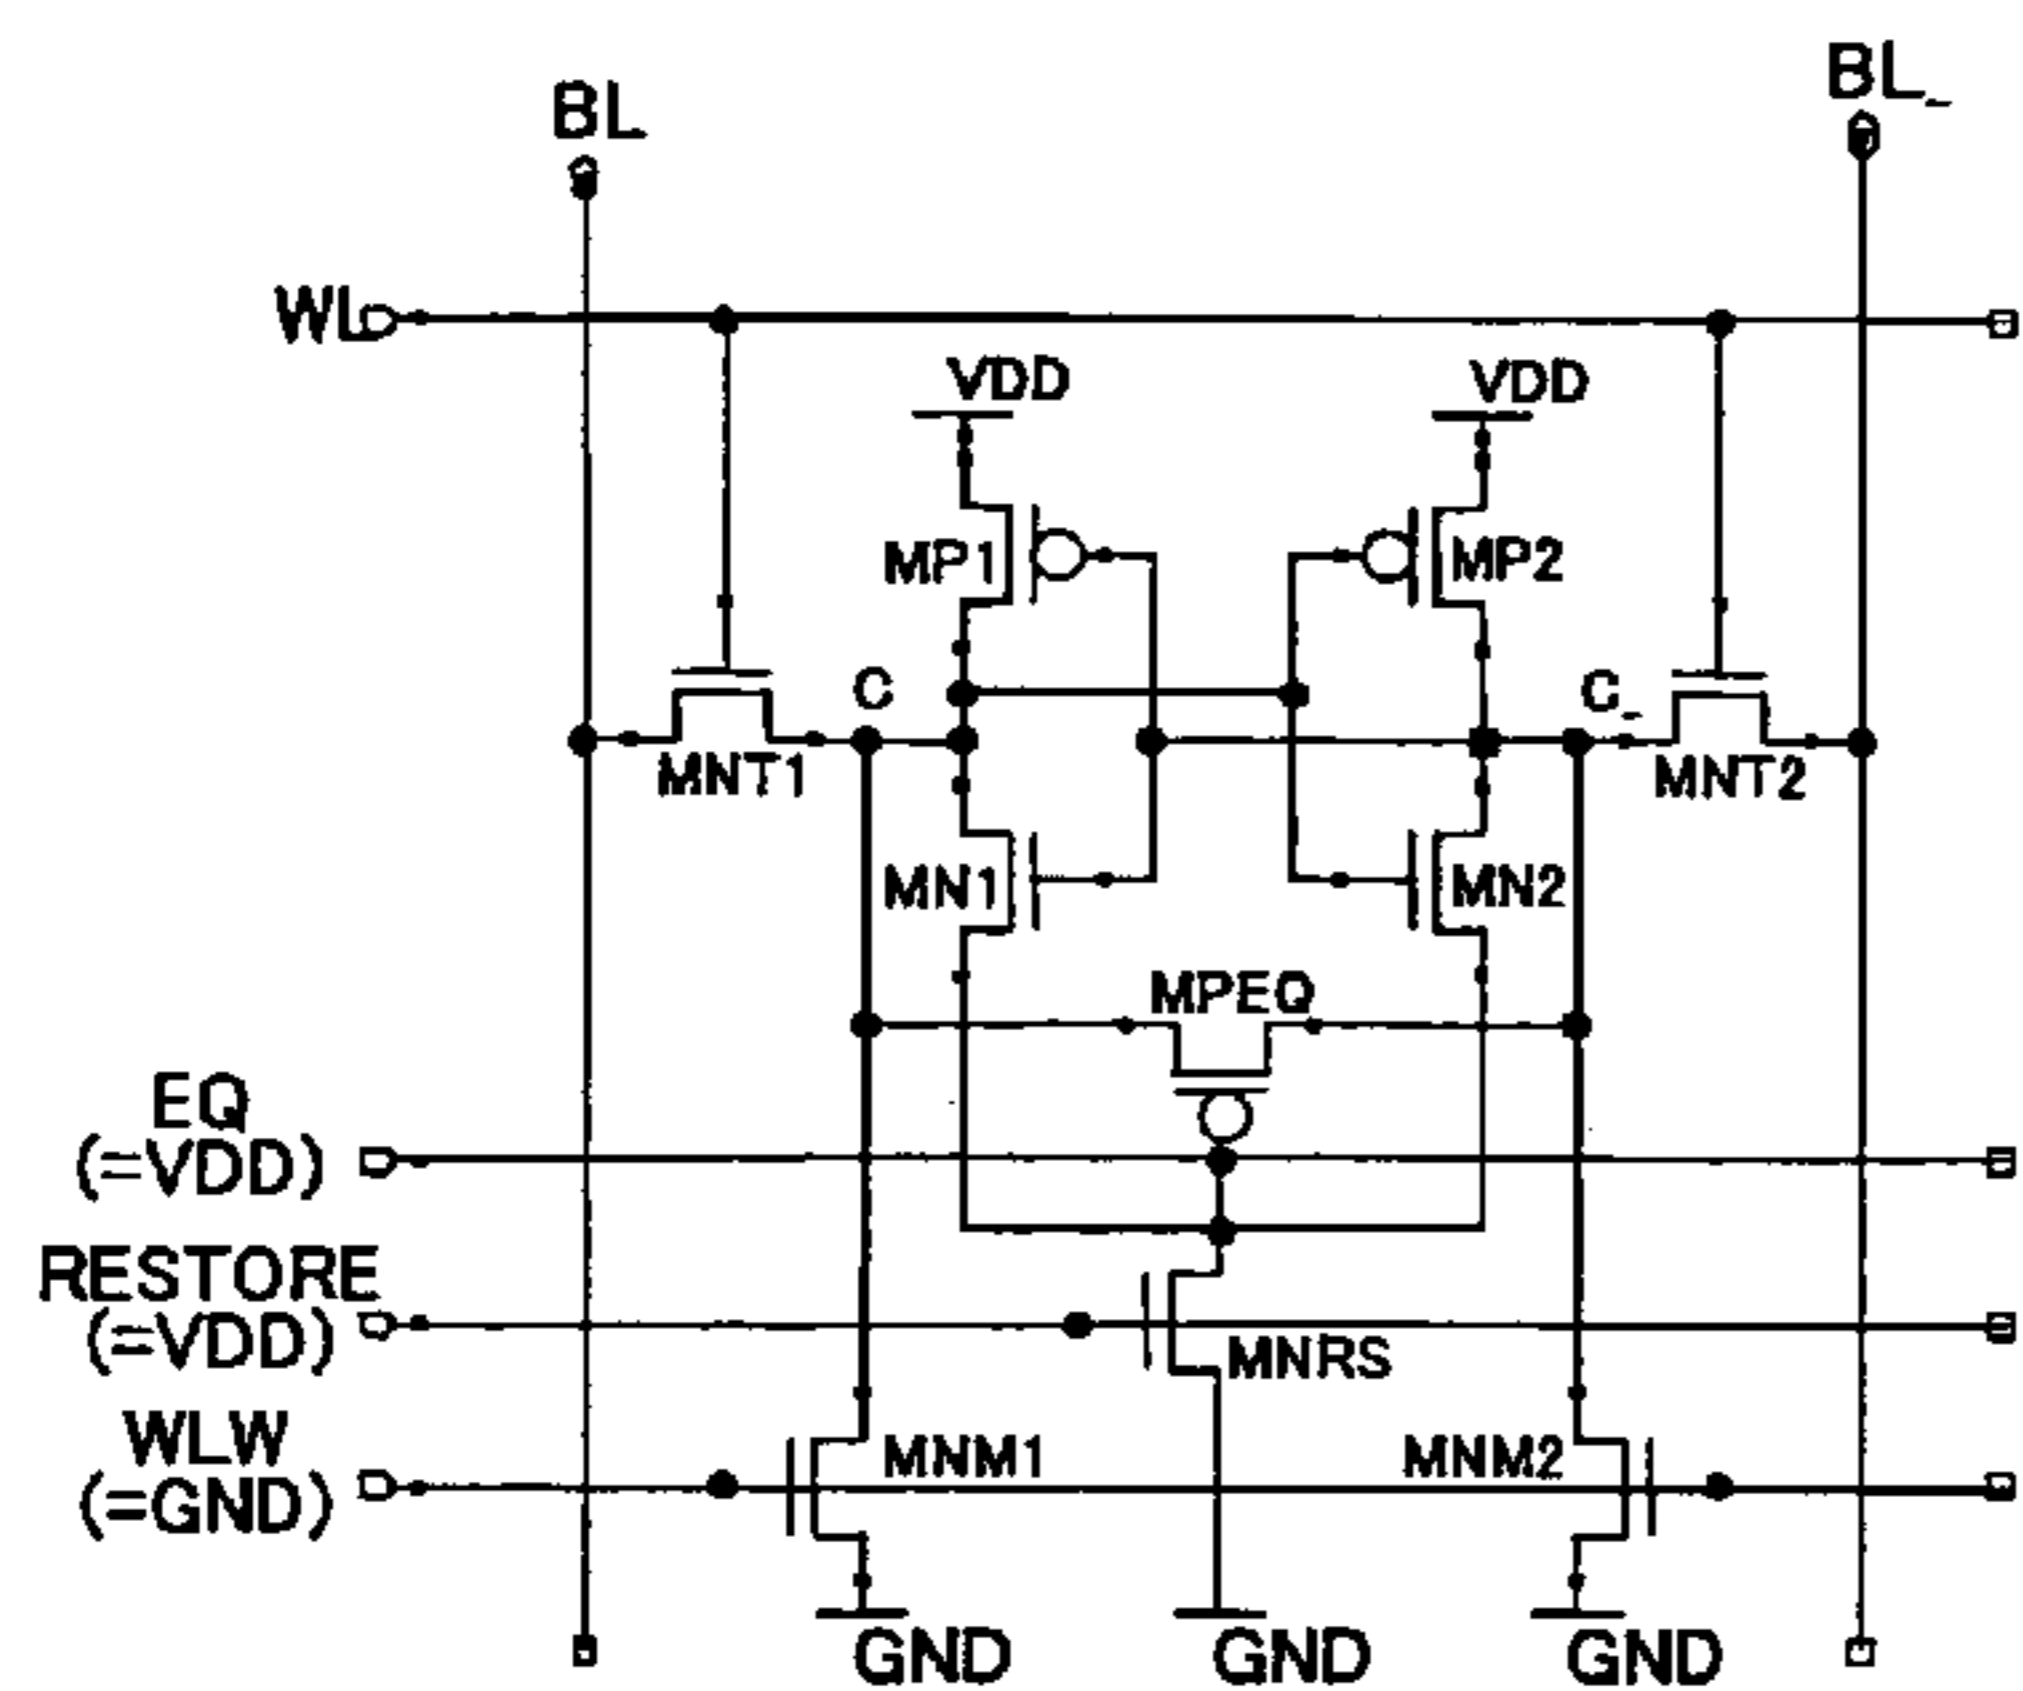 BL
BL_
WL
VDD
VDD
MP1
MP2
C
C_
MNT1
MNT2
MN1
MN2
MPEQ
EQ
(=VDD)
RESTORE
(=VDD)
MNRS
WLW
(=GND)
MNM1
MNM2
GND
GND
GND